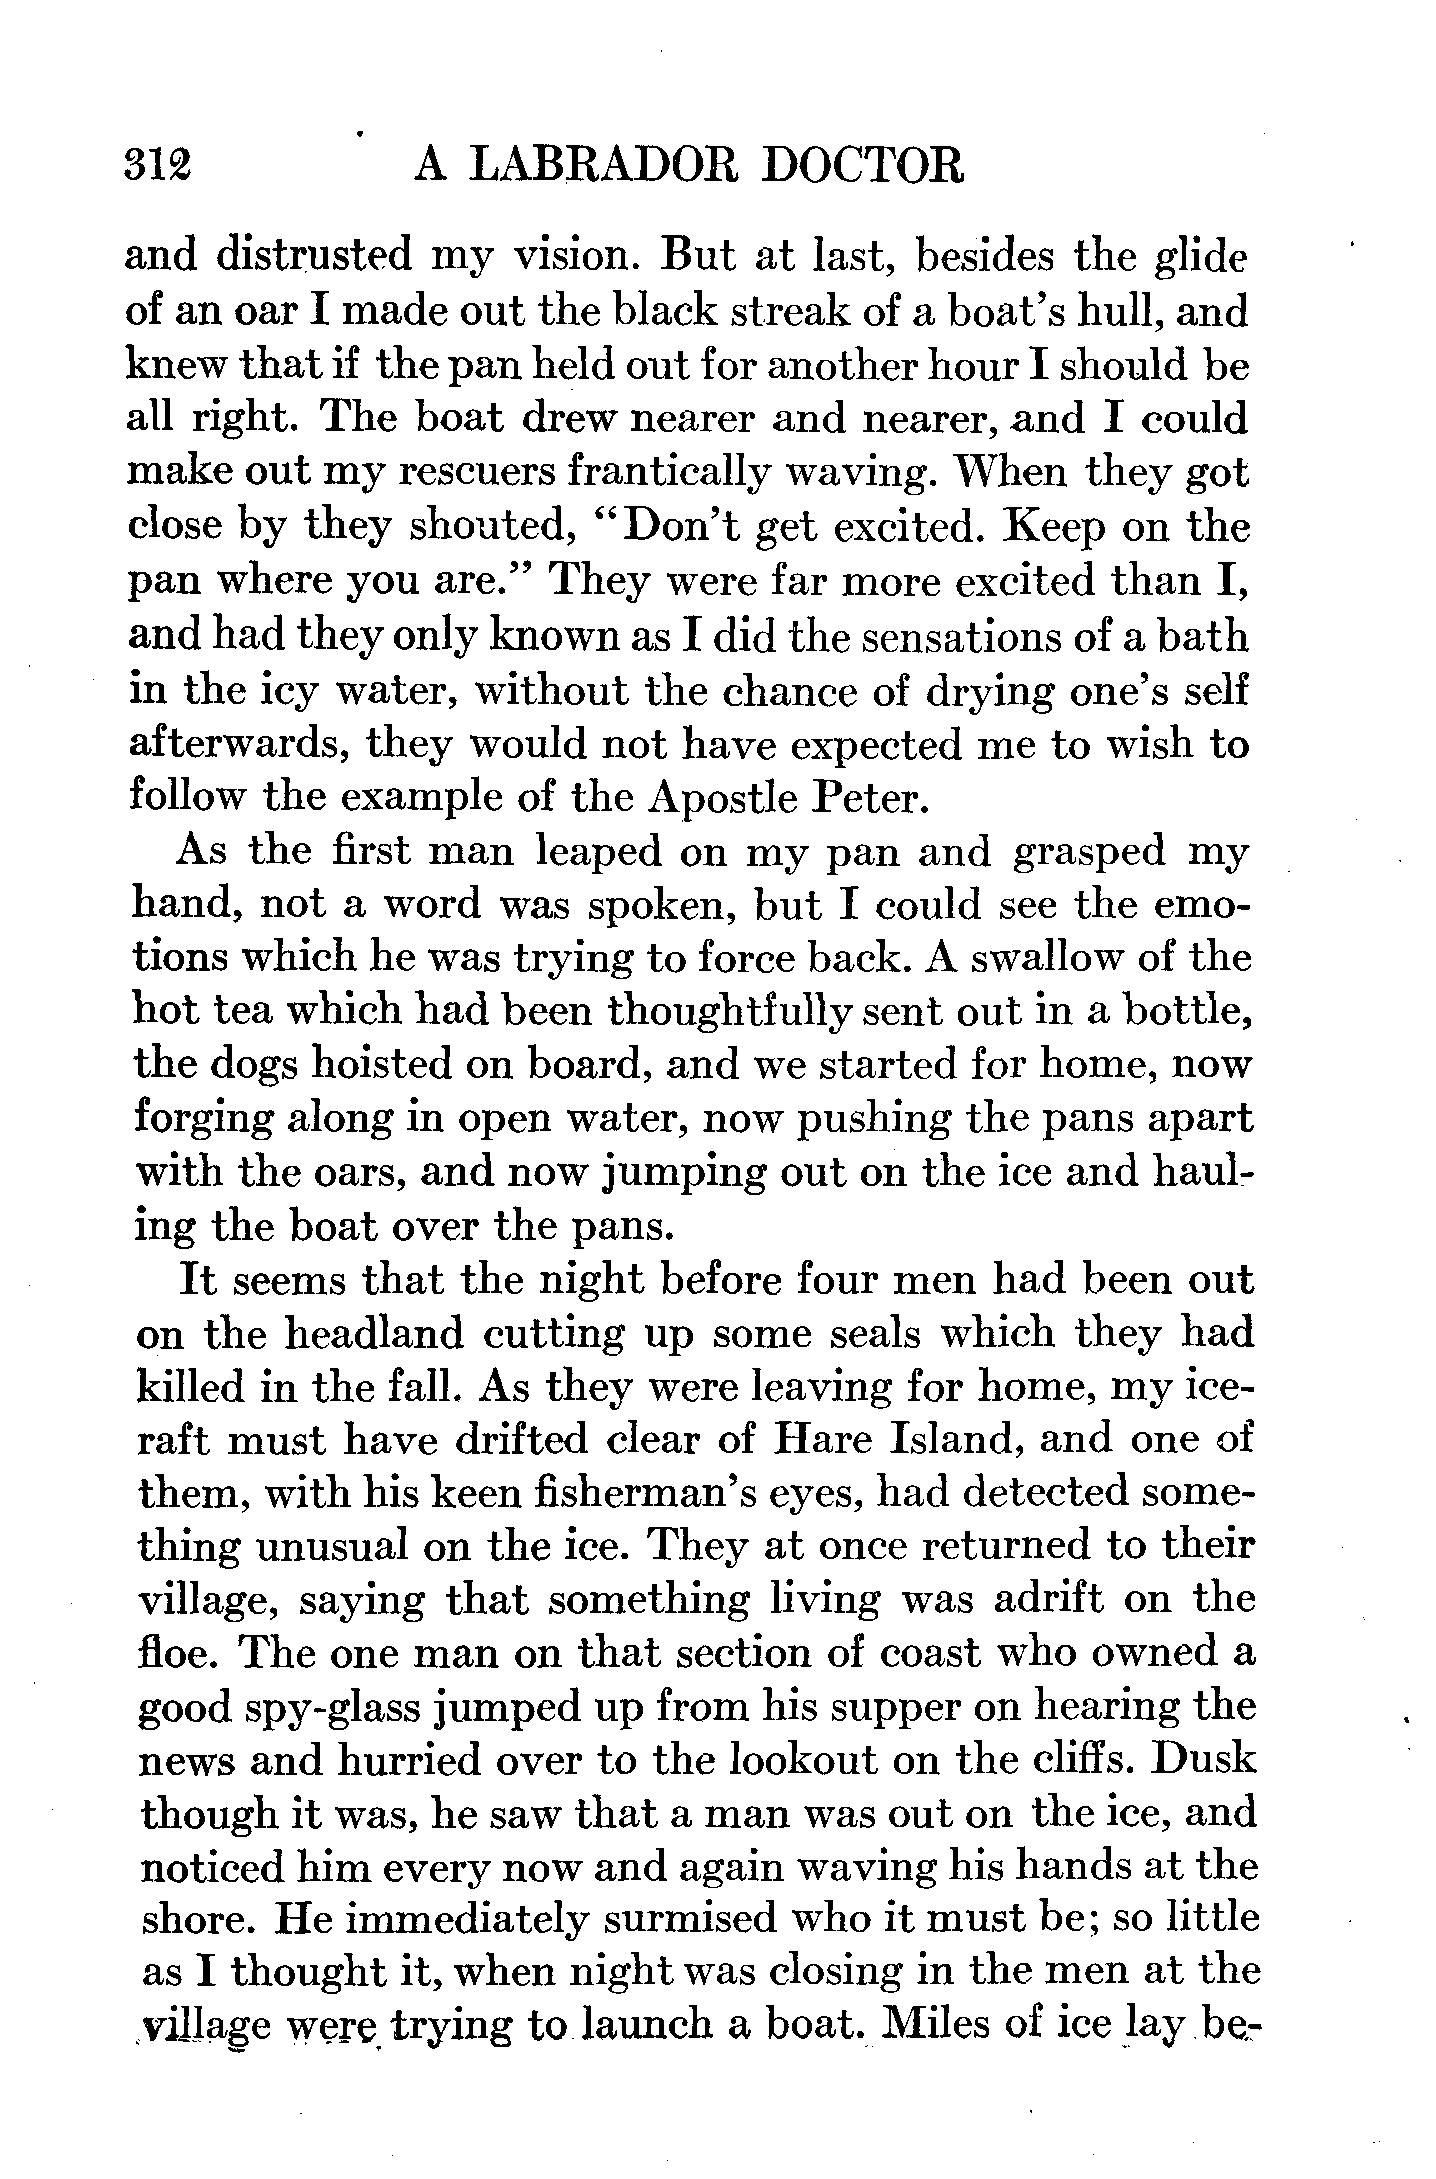 312 A LABRADOR DOCTOR
and distrusted my vision. But at last, besides the glide
of an oar I made out the black streak of a boat's hull, and
knew that if the pan held out for another hour I should be
all right. The boat drew nearer and nearer, and I could
make out my rescuers frantically waving. When they got
close by they shouted, “Don't get excited. Keep on the
pan where you are.” They were far more excited than I,
and had they only known as I did the sensations of a bath
in the icy water, without the chance of drying one's self
afterwards, they would not have expected me to wish to
follow the example of the Apostle Peter.
As the first man leaped on my pan and grasped my
hand, not a word was spoken, but I could see the emo-
tions which he was trying to force back. A swallow of the
hot tea which had been thoughtfully sent out in a bottle,
the dogs hoisted on board, and we started for home, now
forging along in open water, now pushing the pans apart
with the oars, and now jumping out on the ice and haul-
ing the boat over the pans.
It seems that the night before four men had been out
on the headland cutting up some seals which they had
killed in the fall. As they were leaving for home, my ice-
raft must have drifted clear of Hare Island, and one of
them, with his keen fisherman's eyes, had detected some-
thing unusual on the ice. They at once returned to their
village, saying that something living was adrift on the
floe. The one man on that section of coast who owned a
good spy-glass jumped up from his supper on hearing the
news and hurried over to the lookout on the cliffs. Dusk
though it was, he saw that a man was out on the ice, and
noticed him every now and again waving his hands at the
shore. He immediately surmised who it must be; so little
as I thought it, when night was closing in the men at the
village were trying to launch a boat. Miles of ice lay be-